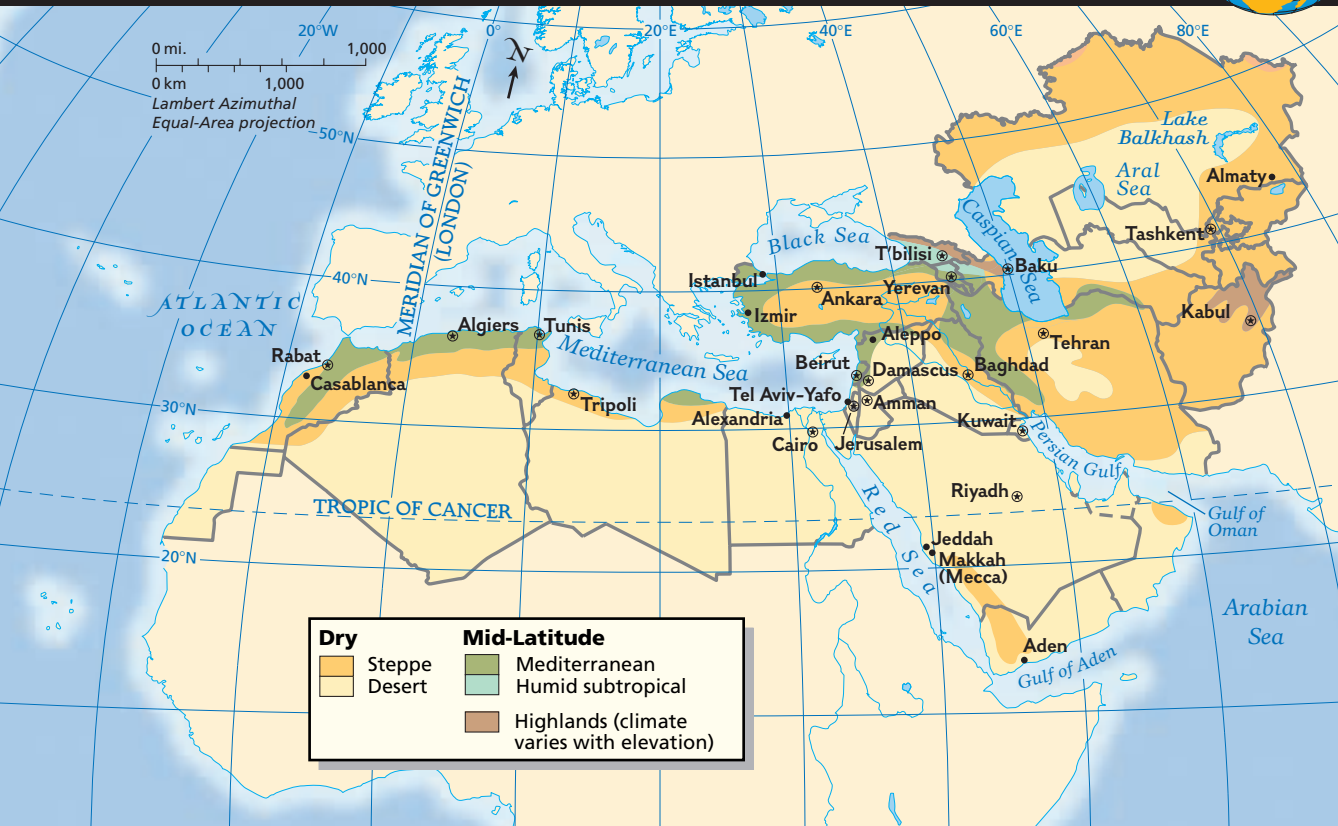 20°W
0°
20°E
40°E
60°E
80°E
0 mi.
1,000
0 km
1,000
Lambert Azimuthal
Equal-Area projection
N
50°N
MERIDIAN OF GREENWICH
(LONDON)
40°N
30°N
20°N
ATLANTIC
OCEAN
Lake
Balkhash
Aral
Sea
Almaty
Tashkent
Caspian Sea
Black Sea
T'bilisi
Baku
Istanbul
Yerevan
Ankara
Izmir
Kabul
Tehran
Algiers
Tunis
Rabat
Casablanca
Mediterranean Sea
Aleppo
Beirut
Damascus
Baghdad
Tripoli
Tel Aviv-Yafo
Amman
Alexandria
Kuwait
Cairo
Jerusalem
Persian Gulf
Riyadh
TROPIC OF CANCER
Red Sea
Gulf of
Oman
Jeddah
Makkah
(Mecca)
Arabian
Sea
Aden
Gulf of Aden
Dry
Steppe
Desert
Mid-Latitude
Mediterranean
Humid subtropical
Highlands (climate
varies with elevation)